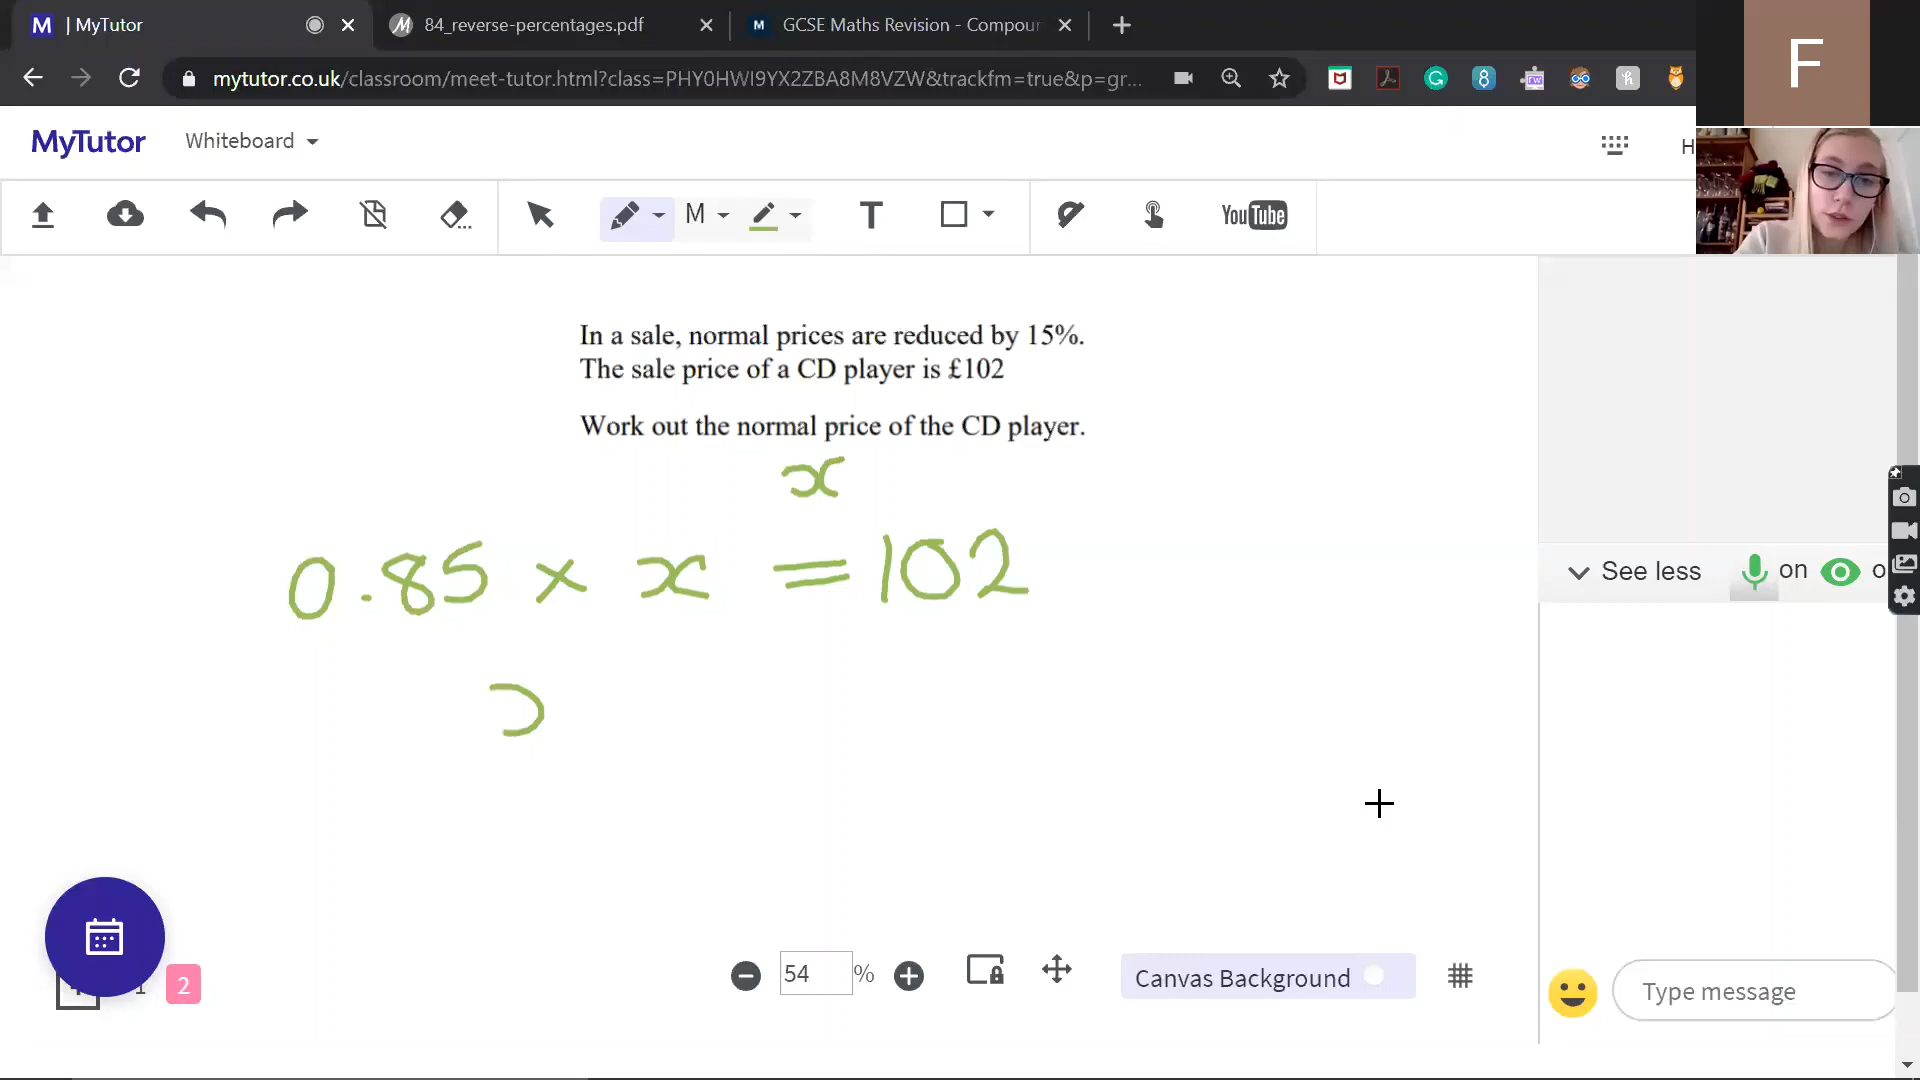 | MyTutor
84_reverse-percentages.pdf
GCSE Maths Revision - Compoun
mytutor.co.uk/classroom/meet-tutor.html?class=PHY0HWI9YX2ZBA8M8VZW&trackfm=true&p=gr...
F
MyTutor
Whiteboard
H
M
T
YouTube
In a sale, normal prices are reduced by 15%.
The sale price of a CD player is £102
Work out the normal price of the CD player.
x
0.85 × x = 102
See less
on
o
1
2
54
%
Canvas Background
Type message